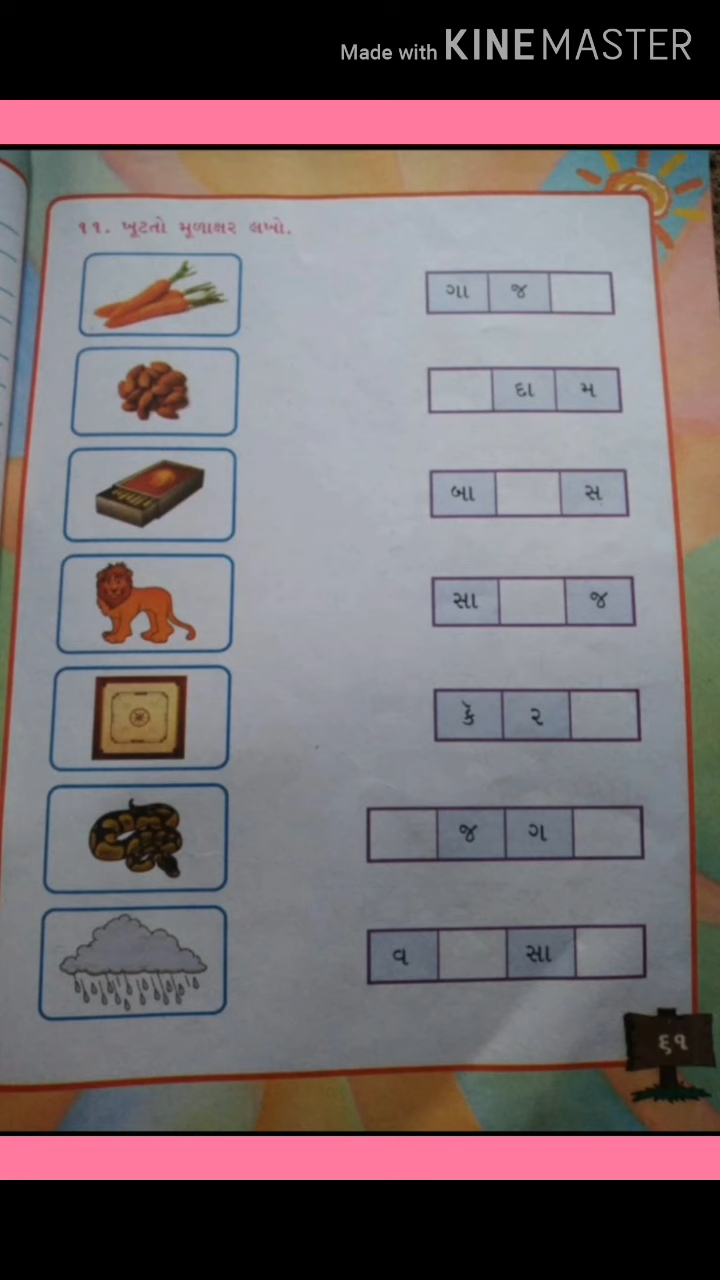 Made with KINEMASTER
૧૧. ખૂટતો મૂળાક્ષર લખો.
ગા જ
દા મ
બા સ
સા જ
કે ર
જ ગ
વ સા
૬૧